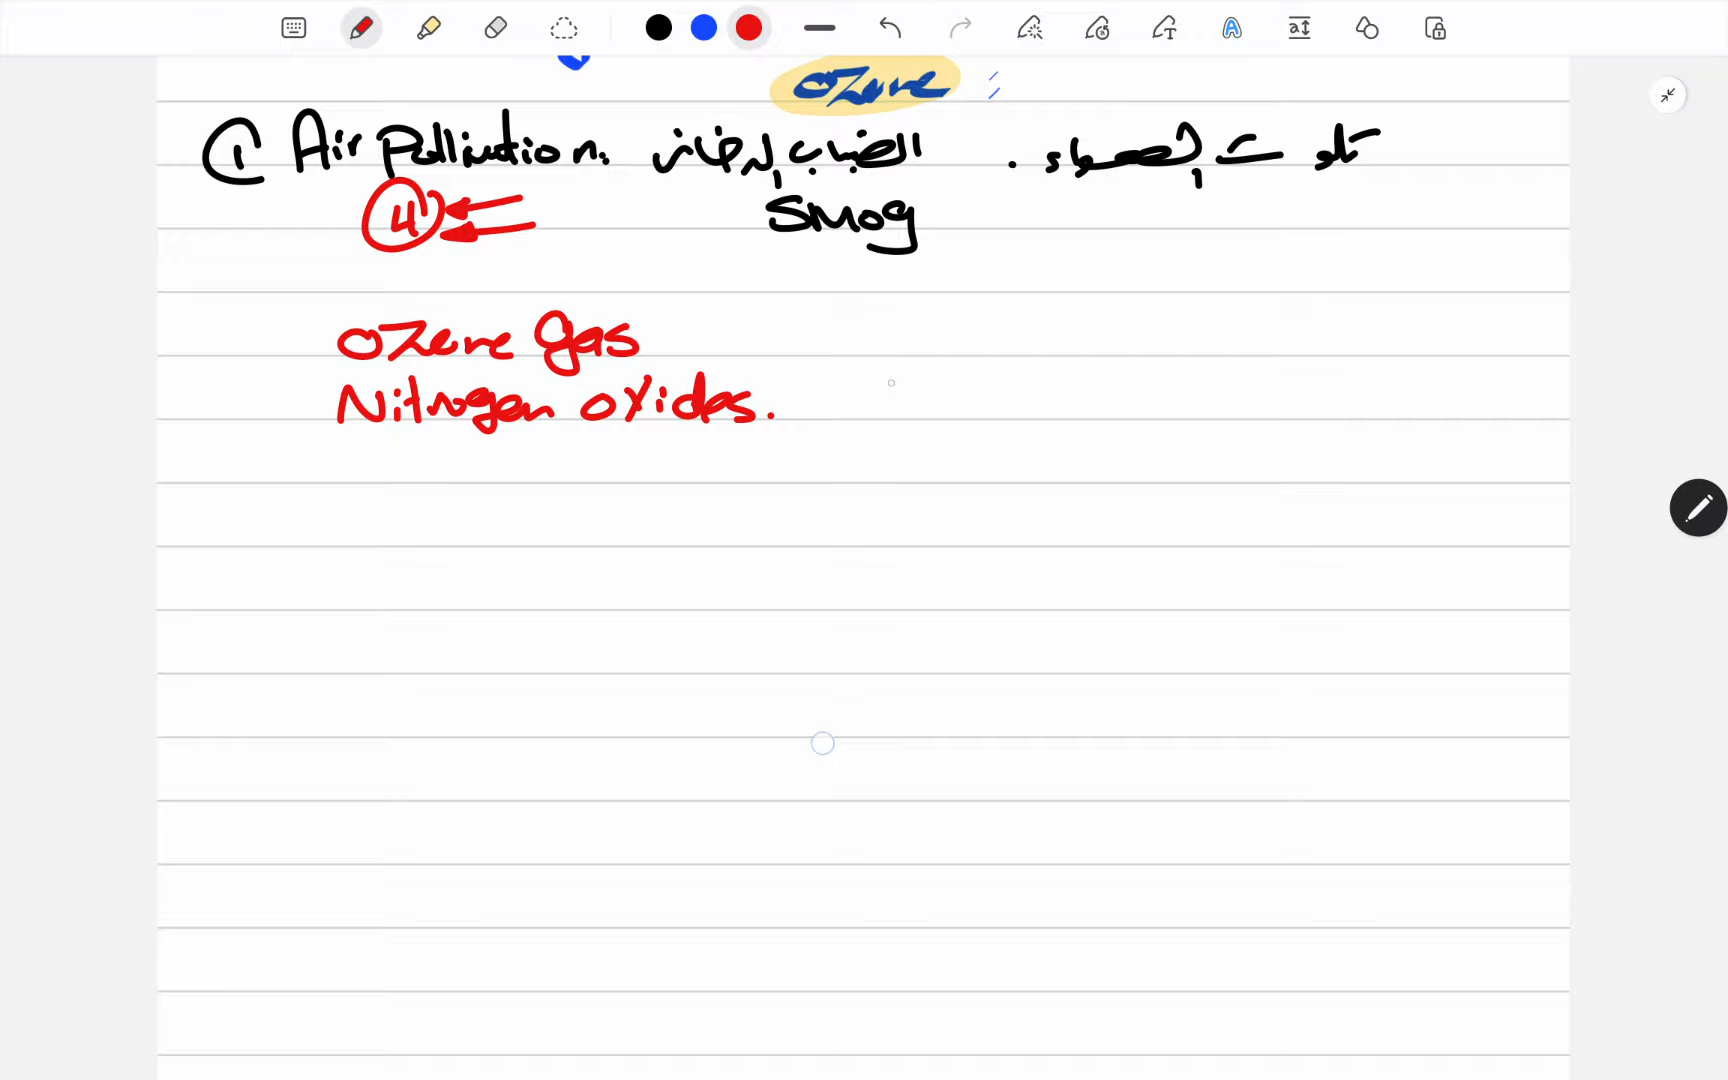 Ozone :
① Air Pollution: الضباب الدخاني . تلوث الهواء
④ Smog
Ozone gas
Nitrogen oxides.